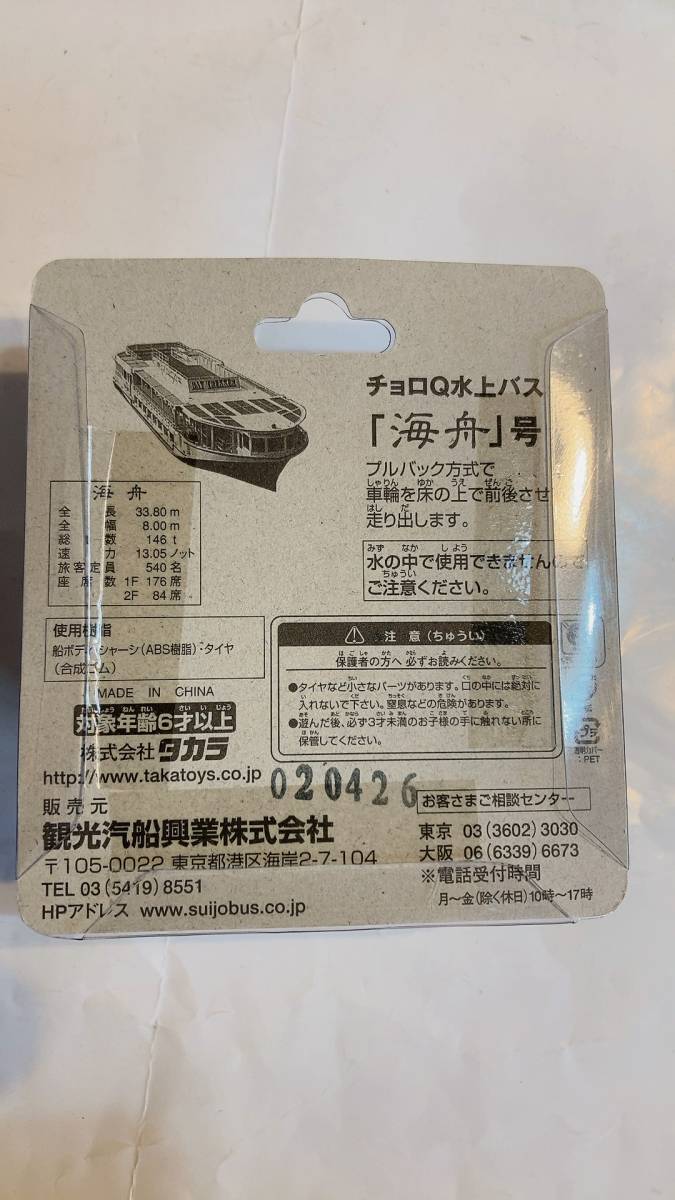 チョロQ水上バス
「海舟」号
プルバック方式で
車輪を床の上で前後させ
走り出します。
水の中で使用できませんので
ご注意ください。
海舟
全長 33.80m
全幅 8.00m
総t数 146t
速力 13.05ノット
旅客定員 540名
座席数 1F 176席
2F 84席
使用樹脂
船ボディ・シャーシ(ABS樹脂)・タイヤ
(合成ゴム)
MADE IN CHINA
対象年齢6才以上
株式会社タカラ
http://www.takatoys.co.jp
注意(ちゅうい)
保護者の方へ 必ずお読みください。
●タイヤなど小さなパーツがあります。口の中には絶対に
入れないで下さい。窒息などの危険があります。
●遊んだ後、必ず3才未満のお子様の手に触れない所に
保管してください。
プラ
透明カバー
:PET
020426
販売元
観光汽船興業株式会社
〒105-0022 東京都港区海岸2-7-104
TEL 03(5419)8551
HPアドレス www.suijobus.co.jp
お客さまご相談センター
東京 03(3602)3030
大阪 06(6339)6673
※電話受付時間
月〜金(除く休日)10時〜17時